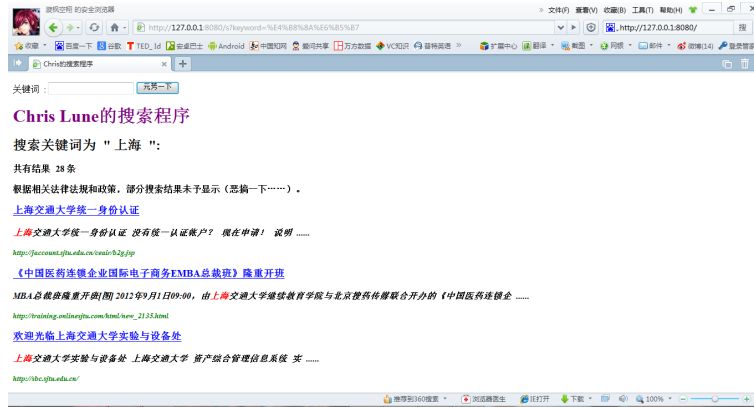 浪枫空翔 的安全浏览器
» 文件(F) 查看(V) 收藏(B) 工具(T) 帮助(H)
http://127.0.0.1:8080/s?keyword=%E4%B8%8A%E6%B5%B7
http://127.0.0.1:8080/ 搜
收藏 百度一下 谷歌 TED_Id 安卓巴士 Android 中国知网 爱问共享 万方数据 VC知识 普特英语 » 扩展中心 翻译 截图 网银 邮件 微博(14) 登录管家
Chris的搜索程序
关键词 : 元芳一下
Chris Lune的搜索程序
搜索关键词为 " 上海 ":
共有结果 28 条
根据相关法律法规和政策，部分搜索结果未予显示（恶搞一下……）。
上海交通大学统一身份认证
上海交通大学统一身份认证 没有统一认证帐户？ 现在申请！ 说明 ......
http://jaccount.sjtu.edu.cn/ceair/b2g.jsp
《中国医药连锁企业国际电子商务EMBA总裁班》隆重开班
MBA总裁班隆重开班[图] 2012年9月1日09:00，由上海交通大学继续教育学院与北京搜药传媒联合开办的《中国医药连锁企 ......
http://training.onlinesjtu.com/html/new_2135.html
欢迎光临上海交通大学实验与设备处
上海交通大学实验与设备处 上海交通大学 资产综合管理信息系统 实 ......
http://sbc.sjtu.edu.cn/
推荐到360搜索 浏览器医生 IE打开 下载 100%